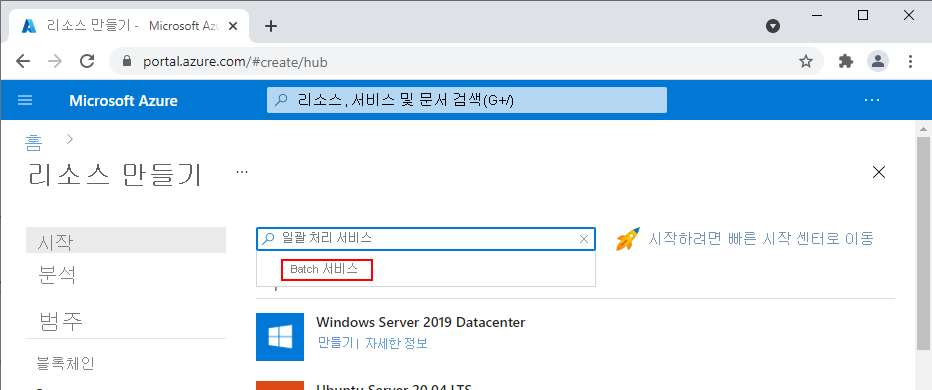 리소스 만들기 - Microsoft Azu
portal.azure.com/#create/hub
Microsoft Azure
리소스, 서비스 및 문서 검색(G+/)
홈
리소스 만들기
시작
일괄 처리 서비스
시작하려면 빠른 시작 센터로 이동
Batch 서비스
분석
범주
Windows Server 2019 Datacenter
만들기 | 자세한 정보
블록체인
Ubuntu Server 20.04 LTS